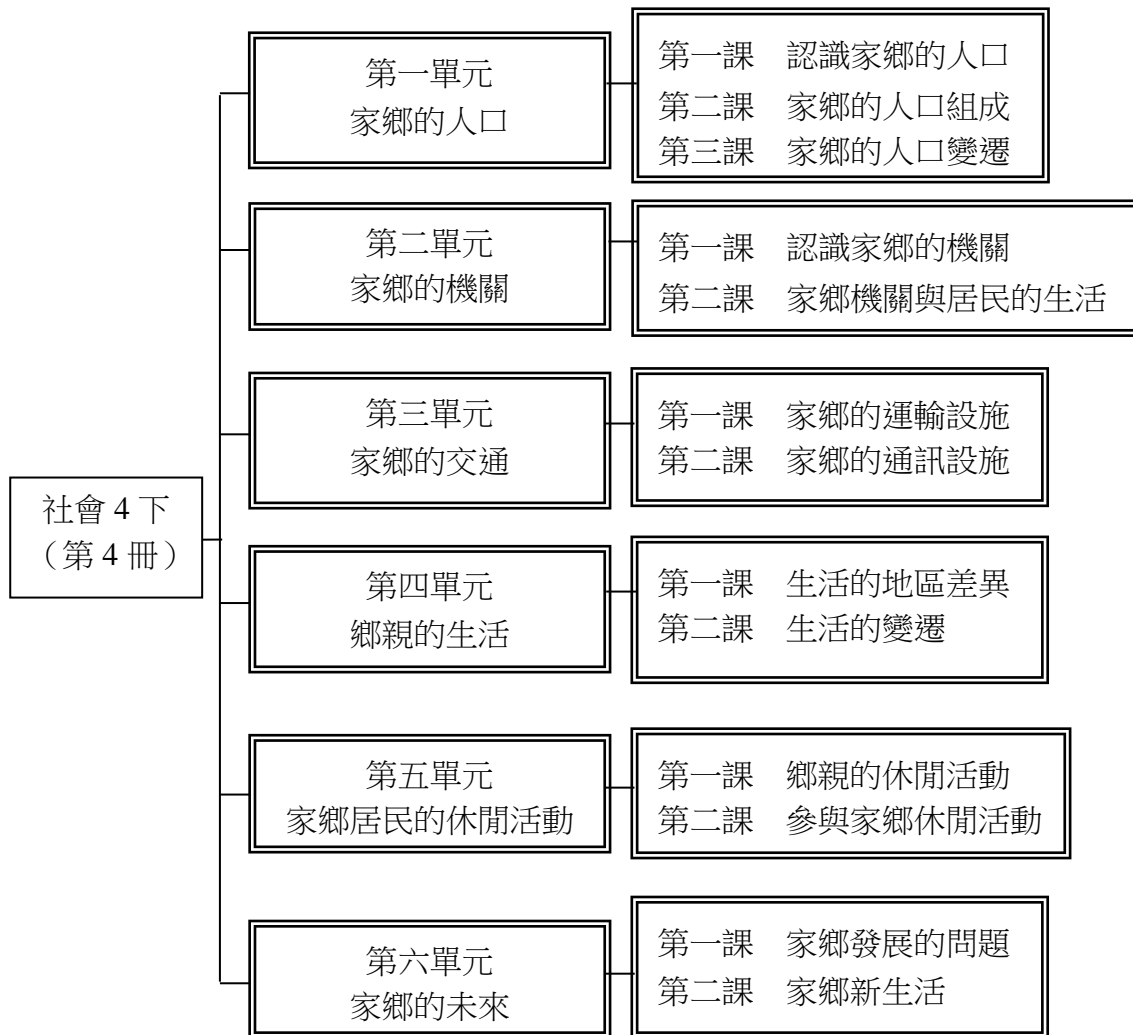 社會 4 下
（第 4 冊）
第一單元
家鄉的人口
第一課　認識家鄉的人口
第二課　家鄉的人口組成
第三課　家鄉的人口變遷
第二單元
家鄉的機關
第一課　認識家鄉的機關
第二課　家鄉機關與居民的生活
第三單元
家鄉的交通
第一課　家鄉的運輸設施
第二課　家鄉的通訊設施
第四單元
鄉親的生活
第一課　生活的地區差異
第二課　生活的變遷
第五單元
家鄉居民的休閒活動
第一課　鄉親的休閒活動
第二課　參與家鄉休閒活動
第六單元
家鄉的未來
第一課　家鄉發展的問題
第二課　家鄉新生活